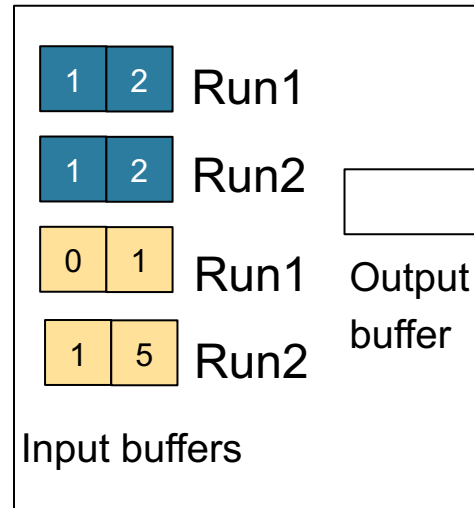 1 2 Run1
1 2 Run2
0 1 Run1
1 5 Run2
Output
buffer
Input buffers